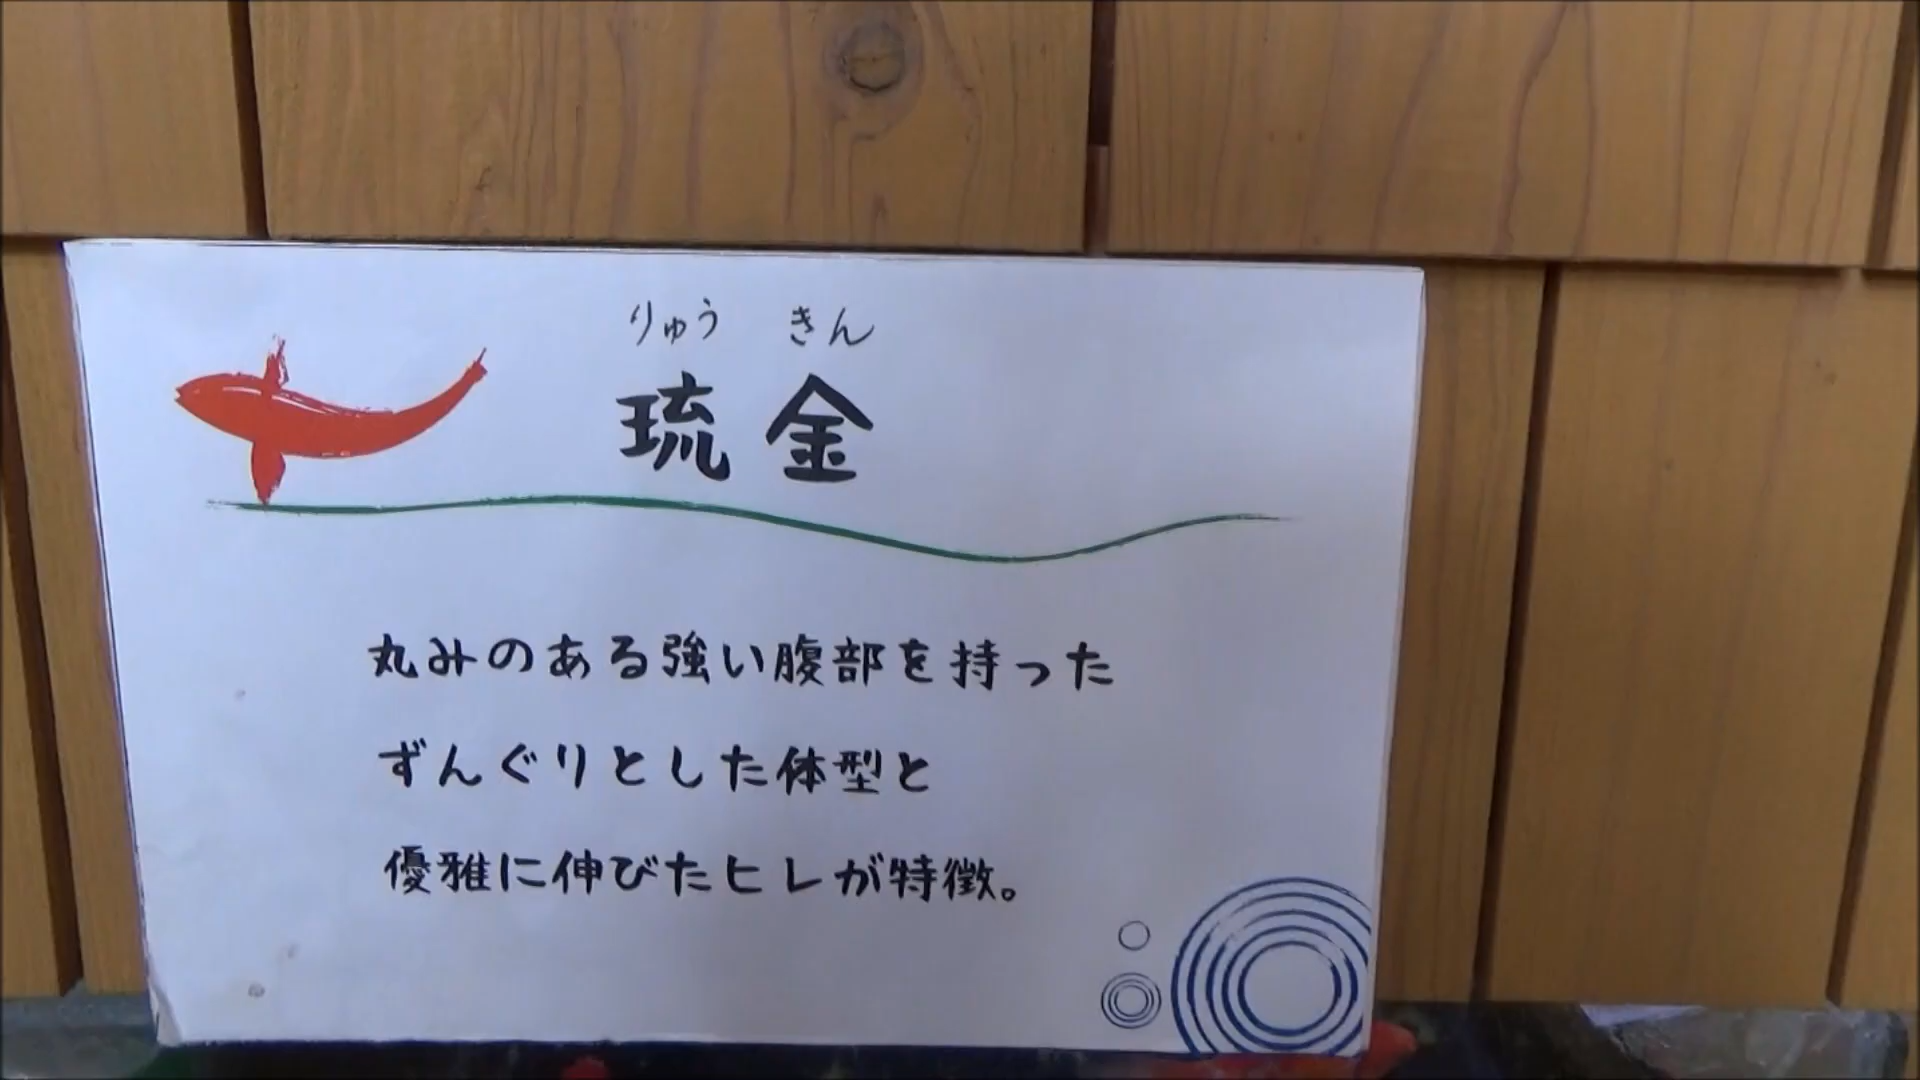 りゅう きん
琉金
丸みのある強い腹部を持った
ずんぐりとした体型と
優雅に伸びたヒレが特徴。